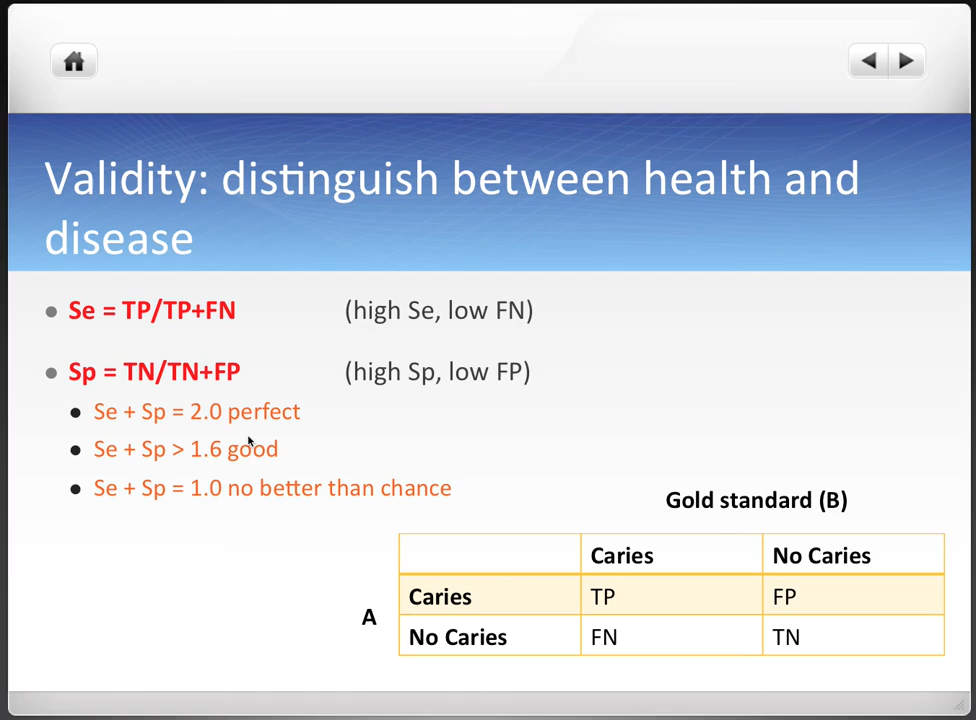 Validity: distinguish between health and
disease
Se = TP/TP+FN (high Se, low FN)
Sp = TN/TN+FP (high Sp, low FP)
Se + Sp = 2.0 perfect
Se + Sp > 1.6 good
Se + Sp = 1.0 no better than chance
Gold standard (B)
Caries No Caries
Caries TP FP
A
No Caries FN TN